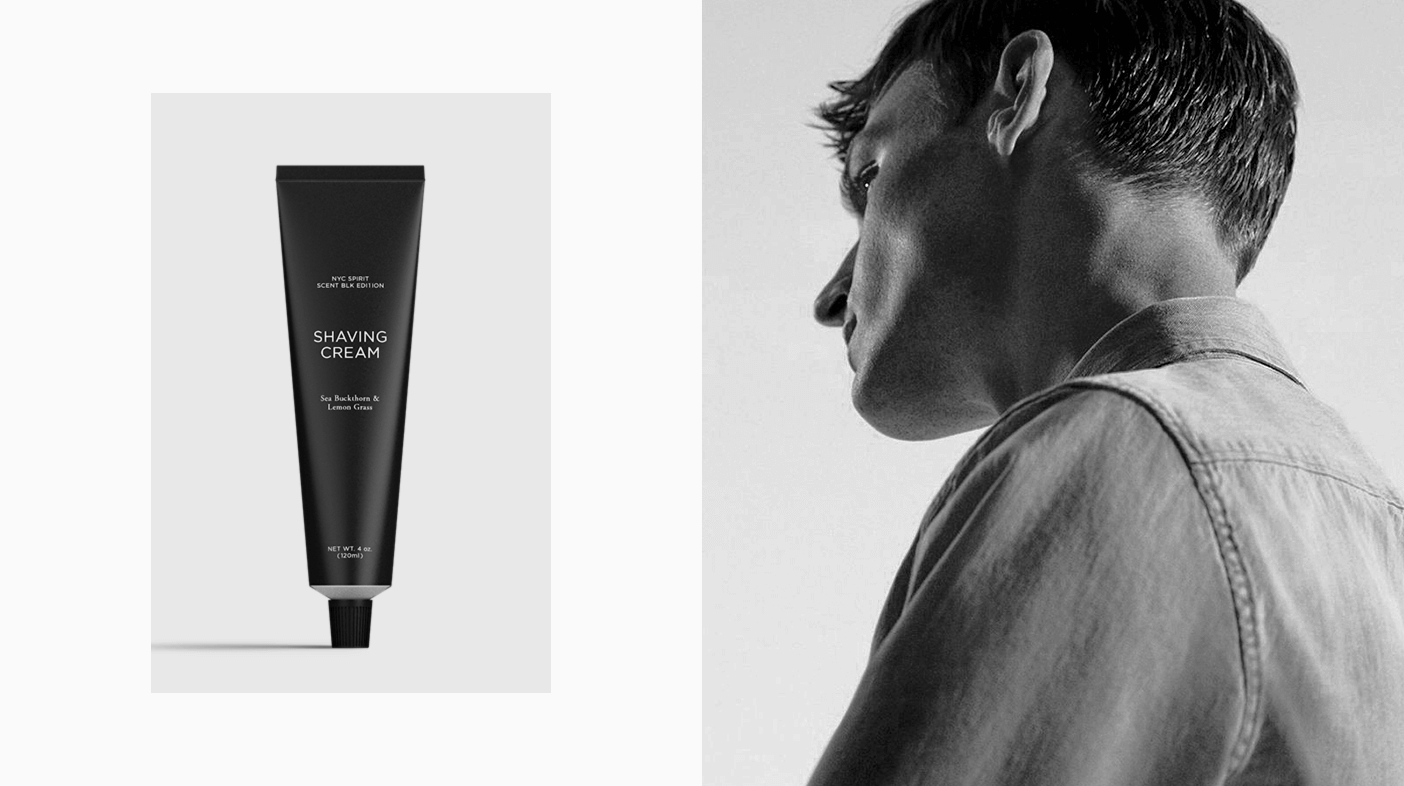 NYC SPIRIT
SCENT BLK EDITION
SHAVING
CREAM
Sea Buckthorn &
Lemon Grass
NET WT. 4 oz.
(120ml)